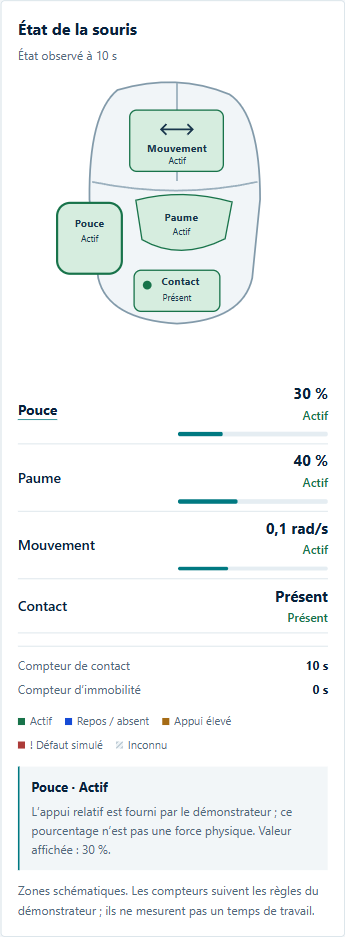 État de la souris
État observé à 10 s
Mouvement
Actif
Pouce
Actif
Paume
Actif
Contact
Présent
30 %
Pouce
Actif
40 %
Paume
Actif
0,1 rad/s
Mouvement
Actif
Présent
Contact
Présent
Compteur de contact 10 s
Compteur d'immobilité 0 s
Actif Repos / absent Appui élevé
! Défaut simulé Inconnu
Pouce · Actif
L'appui relatif est fourni par le démonstrateur ; ce
pourcentage n'est pas une force physique. Valeur
affichée : 30 %.
Zones schématiques. Les compteurs suivent les règles du
démonstrateur ; ils ne mesurent pas un temps de travail.